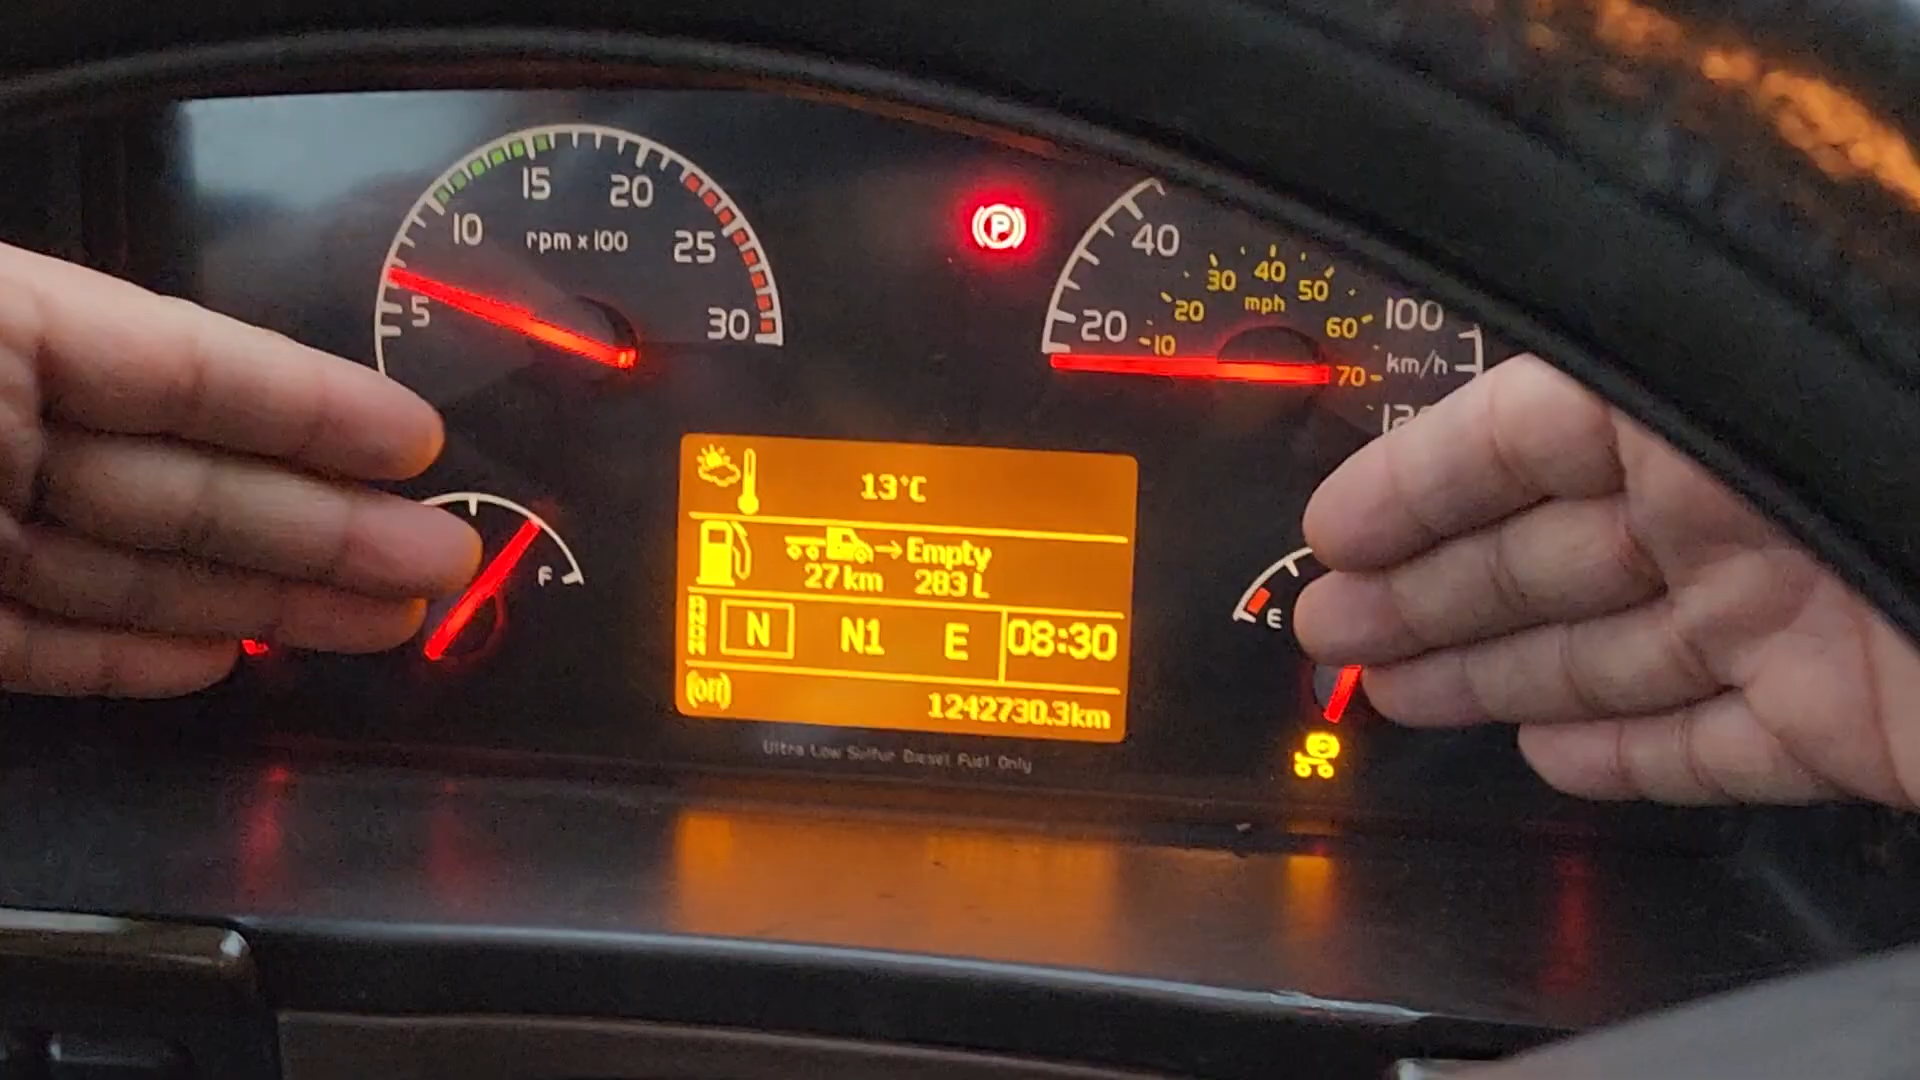 5
10
15
20
25
30
rpm x 100
P
20
40
100
km/h
10
20
30
40
50
60
70
mph
F
E
13°C
Empty
27 km 283 L
N N1 E 08:30
(Off)
1242730.3km
Ultra Low Sulfur Diesel Fuel Only